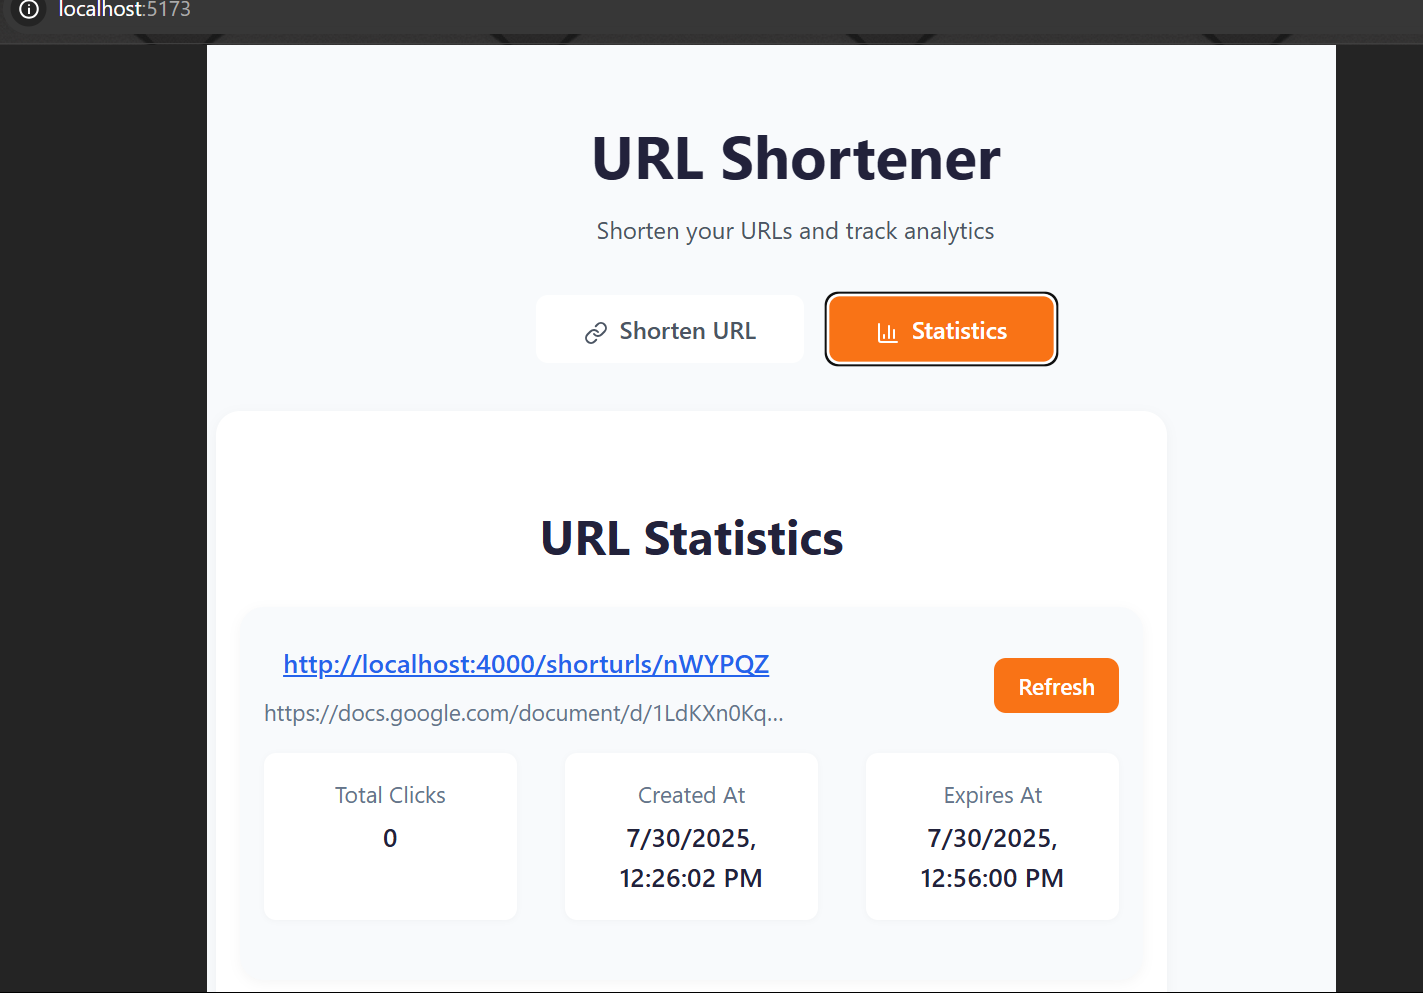 localhost:5173
URL Shortener
Shorten your URLs and track analytics
Shorten URL
Statistics
URL Statistics
http://localhost:4000/shorturls/nWYPQZ
Refresh
https://docs.google.com/document/d/1LdKXn0Kq...
Total Clicks
0
Created At
7/30/2025,
12:26:02 PM
Expires At
7/30/2025,
12:56:00 PM